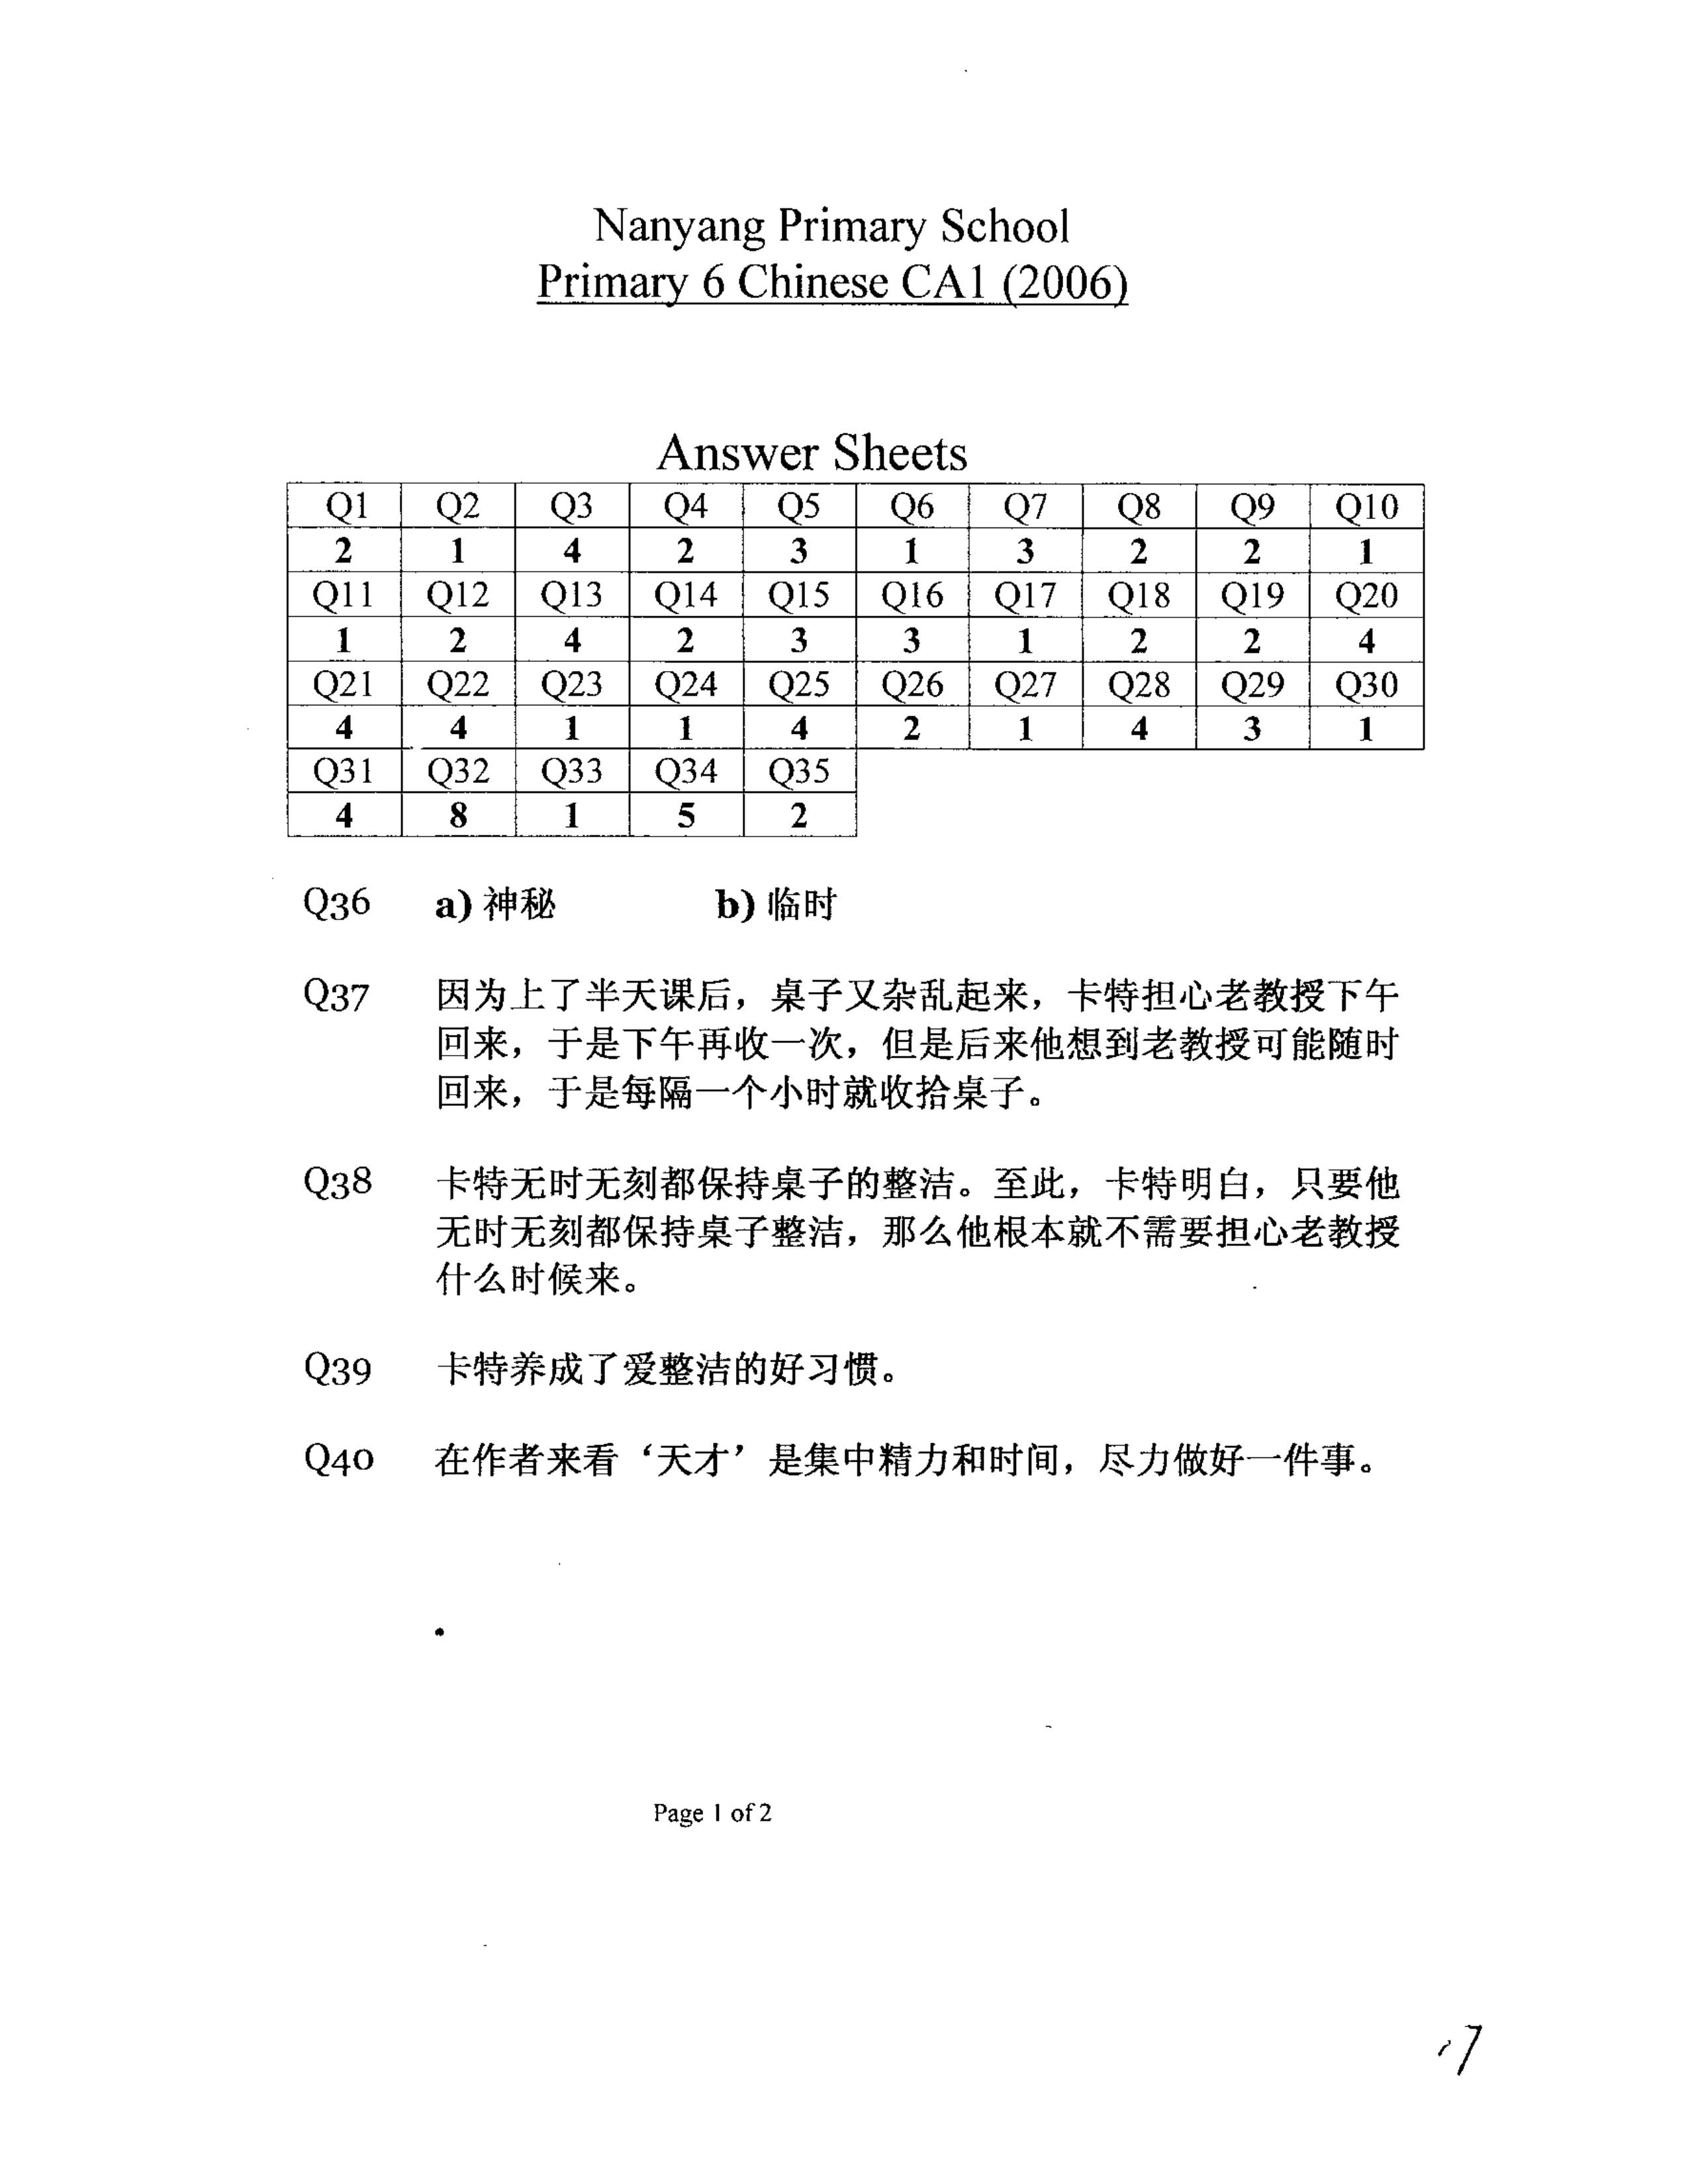 Nanyang Primary School
Primary 6 Chinese CA1 (2006)
Answer Sheets
Q1 Q2 Q3 Q4 Q5 Q6 Q7 Q8 Q9 Q10
2 1 4 2 3 1 3 2 2 1
Q11 Q12 Q13 Q14 Q15 Q16 Q17 Q18 Q19 Q20
1 2 4 2 3 3 1 2 2 4
Q21 Q22 Q23 Q24 Q25 Q26 Q27 Q28 Q29 Q30
4 4 1 1 4 2 1 4 3 1
Q31 Q32 Q33 Q34 Q35
4 8 1 5 2
Q36 a) 神秘 b) 临时
Q37 因为上了半天课后，桌子又杂乱起来，卡特担心老教授下午
回来，于是下午再收一次，但是后来他想到老教授可能随时
回来，于是每隔一个小时就收拾桌子。
Q38 卡特无时无刻都保持桌子的整洁。至此，卡特明白，只要他
无时无刻都保持桌子整洁，那么他根本就不需要担心老教授
什么时候来。
Q39 卡特养成了爱整洁的好习惯。
Q40 在作者来看‘天才’是集中精力和时间，尽力做好一件事。
Page 1 of 2